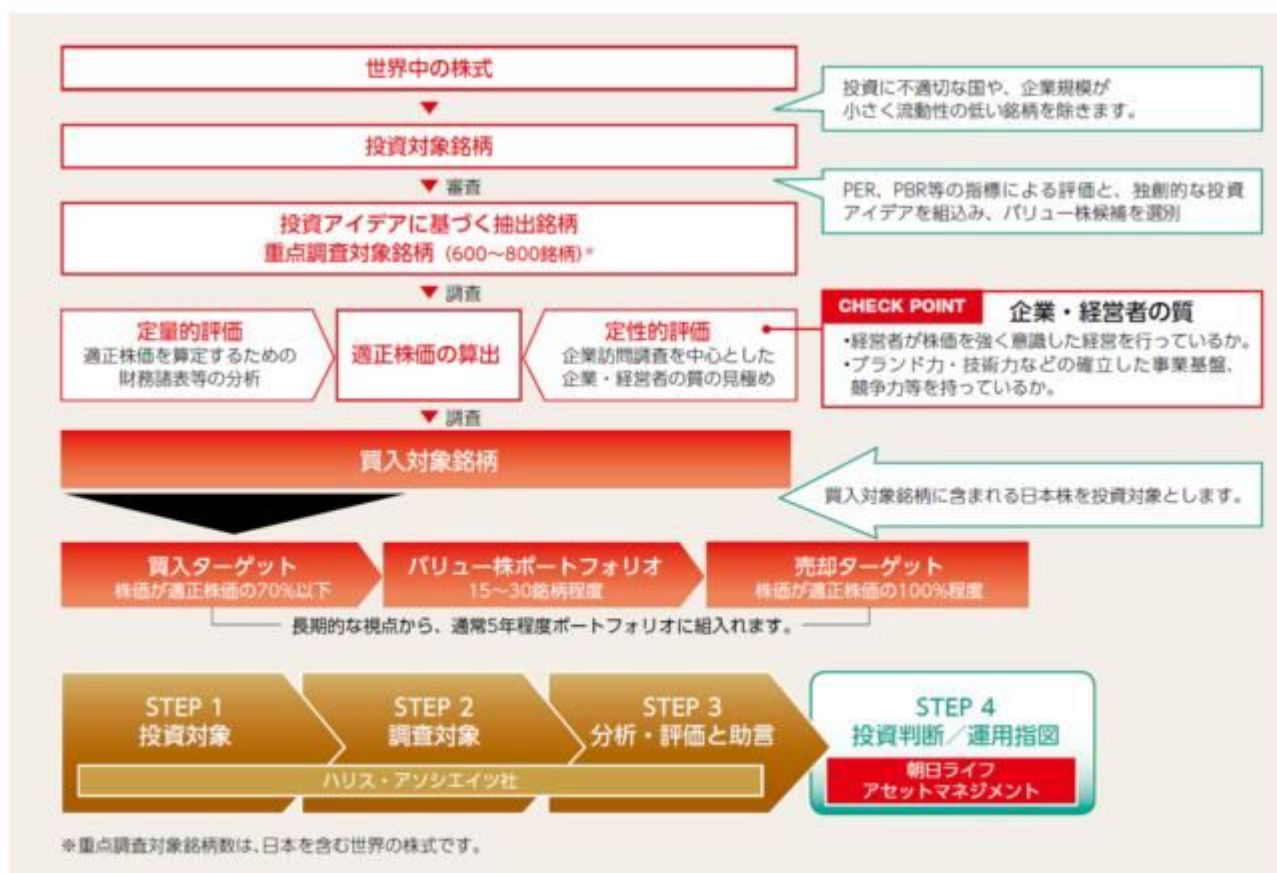 世界中の株式
投資に不適切な国や、企業規模が
小さく流動性の低い銘柄を除きます。
▼
投資対象銘柄
▼ 審査
PER、PBR等の指標による評価と、独創的な投資
アイデアを組込み、バリュー株候補を選別
投資アイデアに基づく抽出銘柄
重点調査対象銘柄（600〜800銘柄）*
▼ 調査
定量的評価
適正株価を算定するための
財務諸表等の分析
適正株価の算出
定性的評価
企業訪問調査を中心とした
企業・経営者の質の見極め
CHECK POINT 企業・経営者の質
・経営者が株価を強く意識した経営を行っているか。
・ブランド力・技術力などの確立した事業基盤、
競争力等を持っているか。
▼ 調査
買入対象銘柄
買入対象銘柄に含まれる日本株を投資対象とします。
買入ターゲット
株価が適正株価の70%以下
バリュー株ポートフォリオ
15〜30銘柄程度
売却ターゲット
株価が適正株価の100%程度
長期的な視点から、通常5年程度ポートフォリオに組入れます。
STEP 1
投資対象
STEP 2
調査対象
STEP 3
分析・評価と助言
ハリス・アソシエイツ社
STEP 4
投資判断／運用指図
朝日ライフ
アセットマネジメント
※重点調査対象銘柄数は、日本を含む世界の株式です。